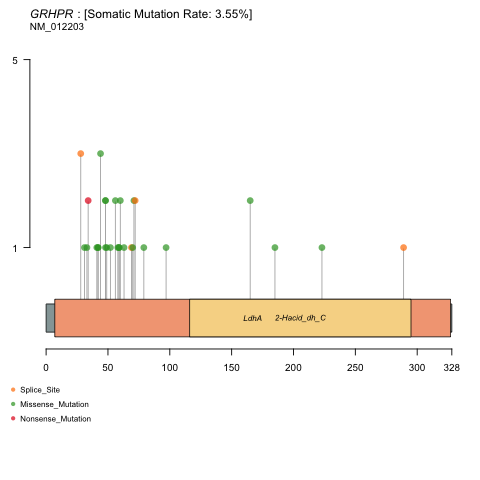 GRHPR : [Somatic Mutation Rate: 3.55%]
NM_012203
5
1
LdhA 2-Hacid_dh_C
0 50 100 150 200 250 300 328
Splice_Site
Missense_Mutation
Nonsense_Mutation